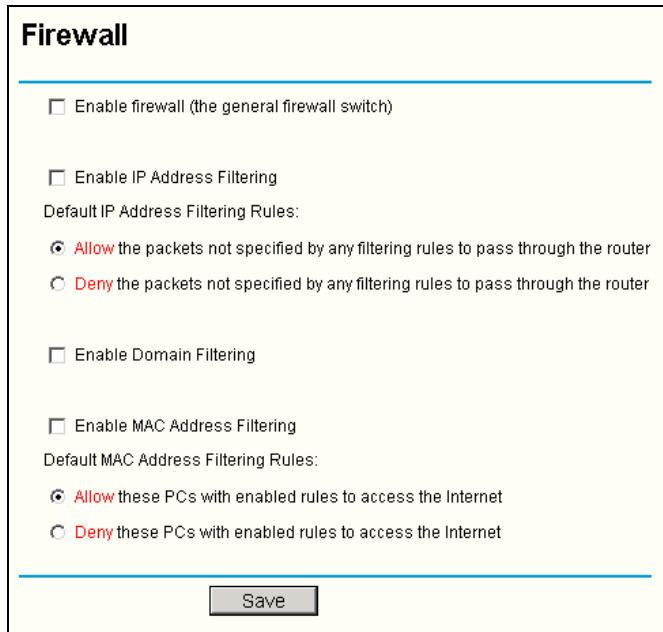 Firewall
Enable firewall (the general firewall switch)
Enable IP Address Filtering
Default IP Address Filtering Rules:
Allow the packets not specified by any filtering rules to pass through the router
Deny the packets not specified by any filtering rules to pass through the router
Enable Domain Filtering
Enable MAC Address Filtering
Default MAC Address Filtering Rules:
Allow these PCs with enabled rules to access the Internet
Deny these PCs with enabled rules to access the Internet
Save